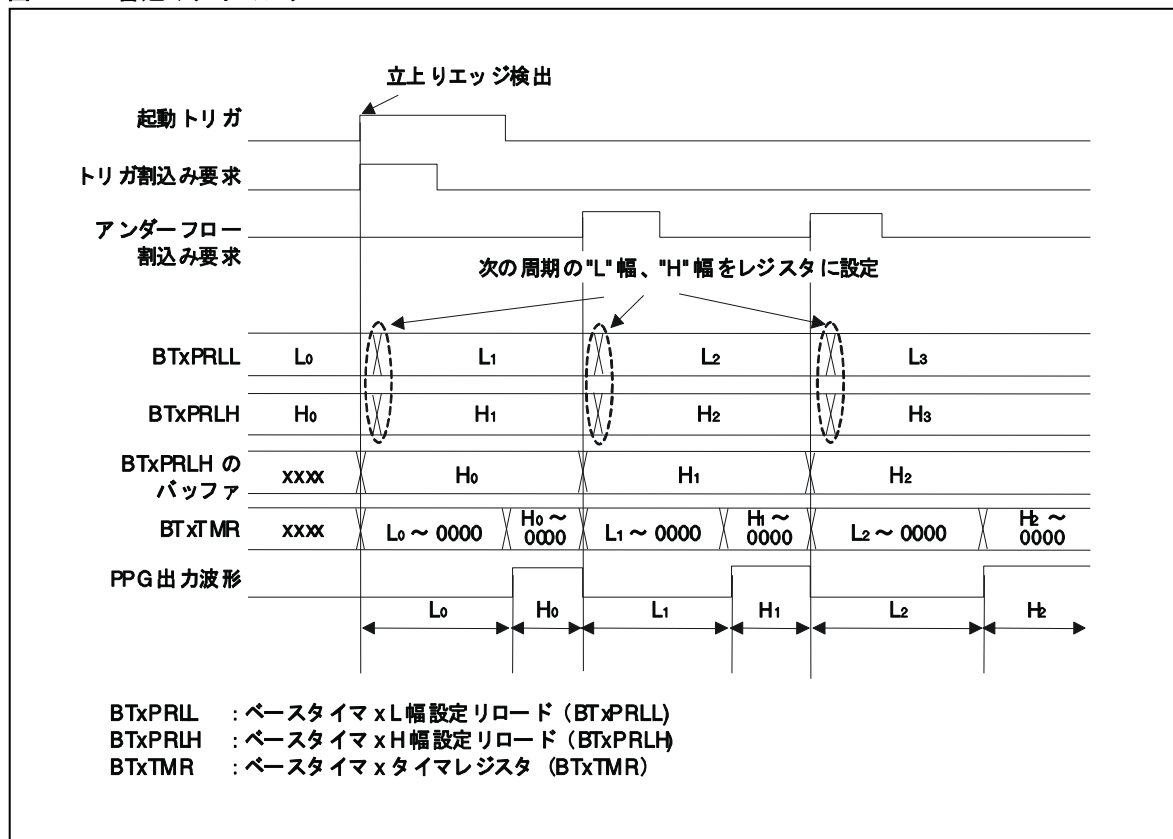 立上りエッジ検出
起動トリガ
トリガ割込み要求
アンダーフロー
割込み要求
次の周期の"L"幅、"H"幅をレジスタに設定
BTxPRLL L₀ L₁ L₂ L₃
BTxPRLH H₀ H₁ H₂ H₃
BTxPRLH の
バッファ
xxxx H₀ H₁ H₂
BTxTMR xxxx L₀～0000 H₀～0000 L₁～0000 H₁～0000 L₂～0000 H₂～0000
PPG出力波形
L₀ H₀ L₁ H₁ L₂ H₂
BTxPRLL ：ベースタイマ x L幅設定リロード（BTxPRLL)
BTxPRLH ：ベースタイマ x H幅設定リロード（BTxPRLH)
BTxTMR ：ベースタイマ x タイマレジスタ（BTxTMR）